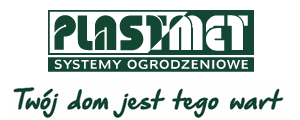 PLASTMET
SYSTEMY OGRODZENIOWE
Twój dom jest tego wart